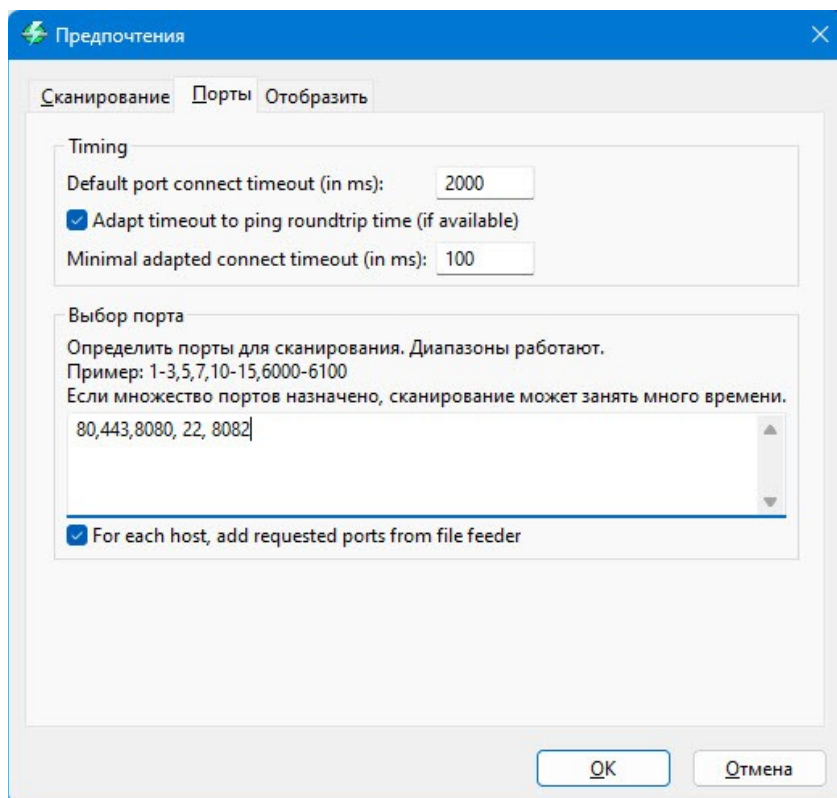 Предпочтения
Сканирование Порты Отобразить
Timing
Default port connect timeout (in ms): 2000
Adapt timeout to ping roundtrip time (if available)
Minimal adapted connect timeout (in ms): 100
Выбор порта
Определить порты для сканирования. Диапазоны работают.
Пример: 1-3,5,7,10-15,6000-6100
Если множество портов назначено, сканирование может занять много времени.
80,443,8080, 22, 8082
For each host, add requested ports from file feeder
OK Отмена